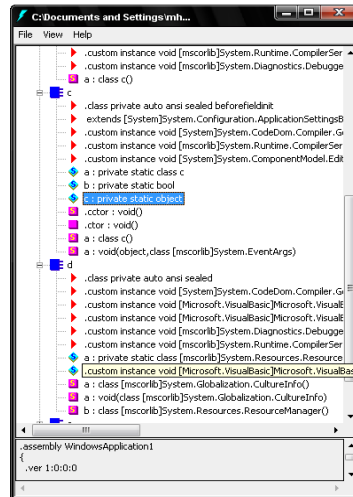 C:\Documents and Settings\mh...
File View Help
.custom instance void [mscorlib]System.Runtime.CompilerSer
.custom instance void [mscorlib]System.Diagnostics.Debugge
a : class c()
c
.class private auto ansi sealed beforefieldinit
extends [System]System.Configuration.ApplicationSettingsB
.custom instance void [System]System.CodeDom.Compiler.Ge
.custom instance void [mscorlib]System.Runtime.CompilerSer
.custom instance void [System]System.ComponentModel.Edit
a : private static class c
b : private static bool
c : private static object
.cctor : void()
.ctor : void()
a : class c()
a : void(object,class [mscorlib]System.EventArgs)
d
.class private auto ansi sealed
.custom instance void [System]System.CodeDom.Compiler.Ge
.custom instance void [Microsoft.VisualBasic]Microsoft.VisualE
.custom instance void [Microsoft.VisualBasic]Microsoft.VisualE
.custom instance void [mscorlib]System.Diagnostics.Debugge
.custom instance void [mscorlib]System.Runtime.CompilerSer
a : private static class [mscorlib]System.Resources.Resource
.custom instance void [Microsoft.VisualBasic]Microsoft.VisualBas
a : class [mscorlib]System.Globalization.CultureInfo()
a : void(class [mscorlib]System.Globalization.CultureInfo)
b : class [mscorlib]System.Resources.ResourceManager()
.assembly WindowsApplication1
{
.ver 1:0:0:0